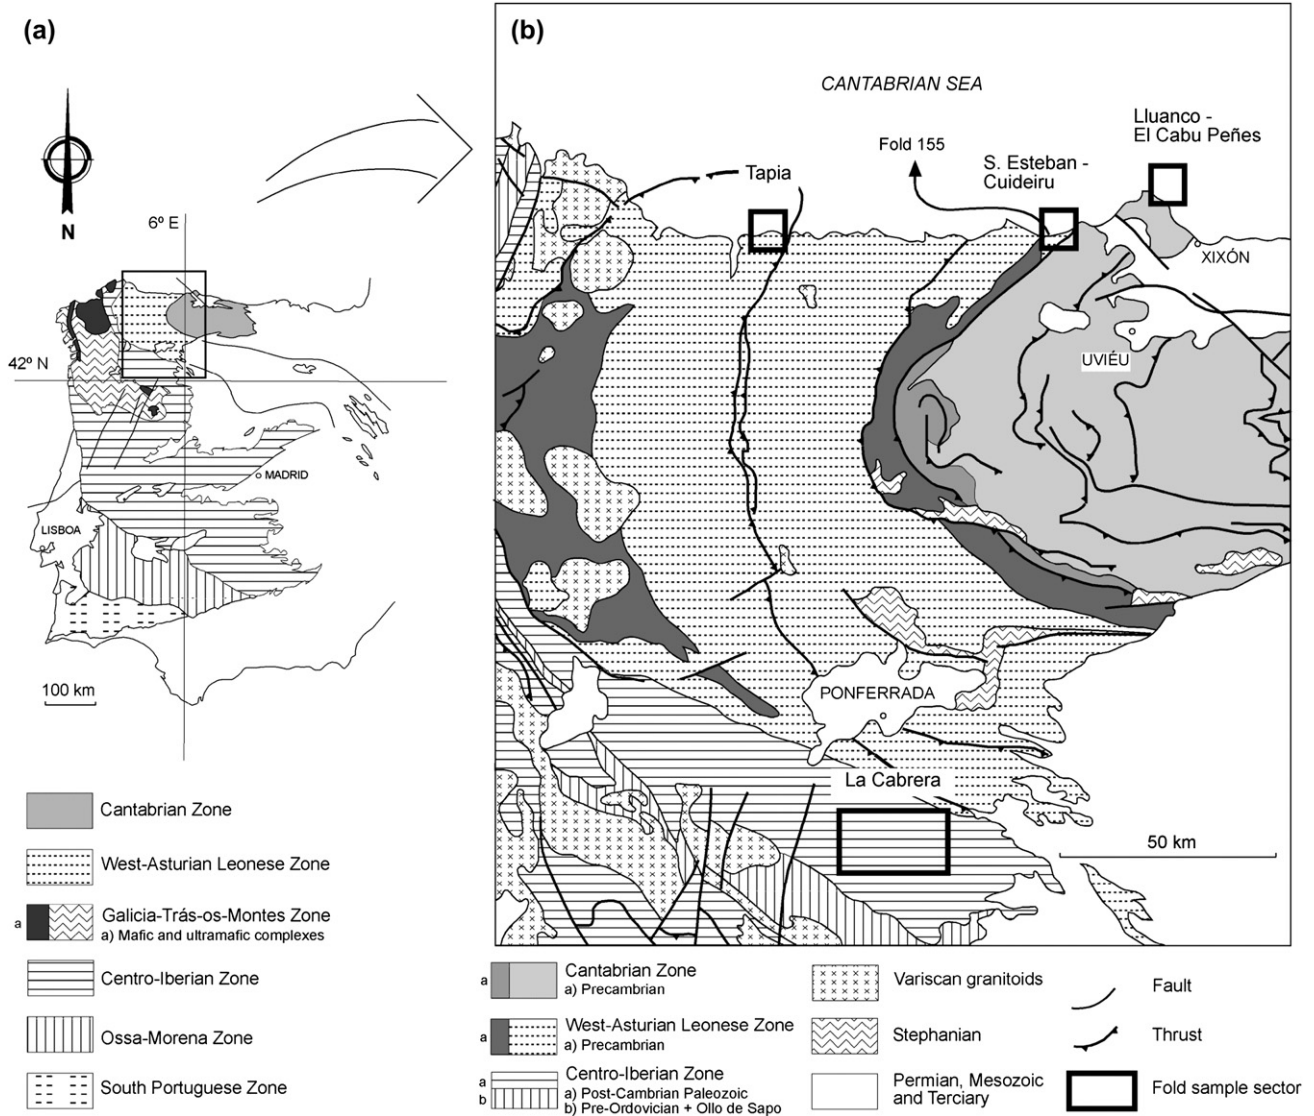 (a)
N
6º E
42º N
MADRID
LISBOA
100 km
Cantabrian Zone
West-Asturian Leonese Zone
a
Galicia-Trás-os-Montes Zone
a) Mafic and ultramafic complexes
Centro-Iberian Zone
Ossa-Morena Zone
South Portuguese Zone
(b)
CANTABRIAN SEA
Lluanco -
El Cabu Peñes
Fold 155
S. Esteban -
Cuideiru
Tapia
XIXÓN
UVIÉU
PONFERRADA
La Cabrera
50 km
a
Cantabrian Zone
a) Precambrian
a
West-Asturian Leonese Zone
a) Precambrian
a
b
Centro-Iberian Zone
a) Post-Cambrian Paleozoic
b) Pre-Ordovician + Ollo de Sapo
Variscan granitoids
Stephanian
Permian, Mesozoic
and Tertiary
Fault
Thrust
Fold sample sector